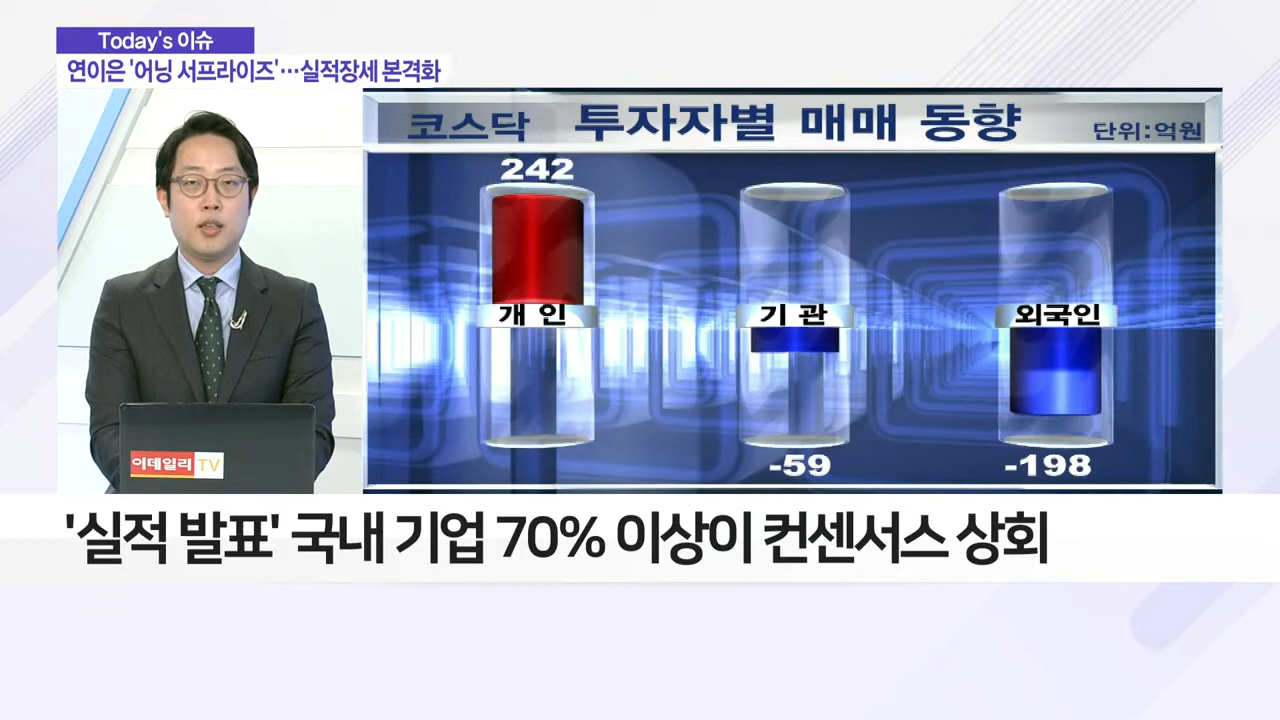 Today's 이슈
연이은 '어닝 서프라이즈'…실적장세 본격화
코스닥 투자자별 매매 동향 단위:억원
242
개인 기관 외국인
-59 -198
이데일리 TV
'실적 발표' 국내 기업 70% 이상이 컨센서스 상회